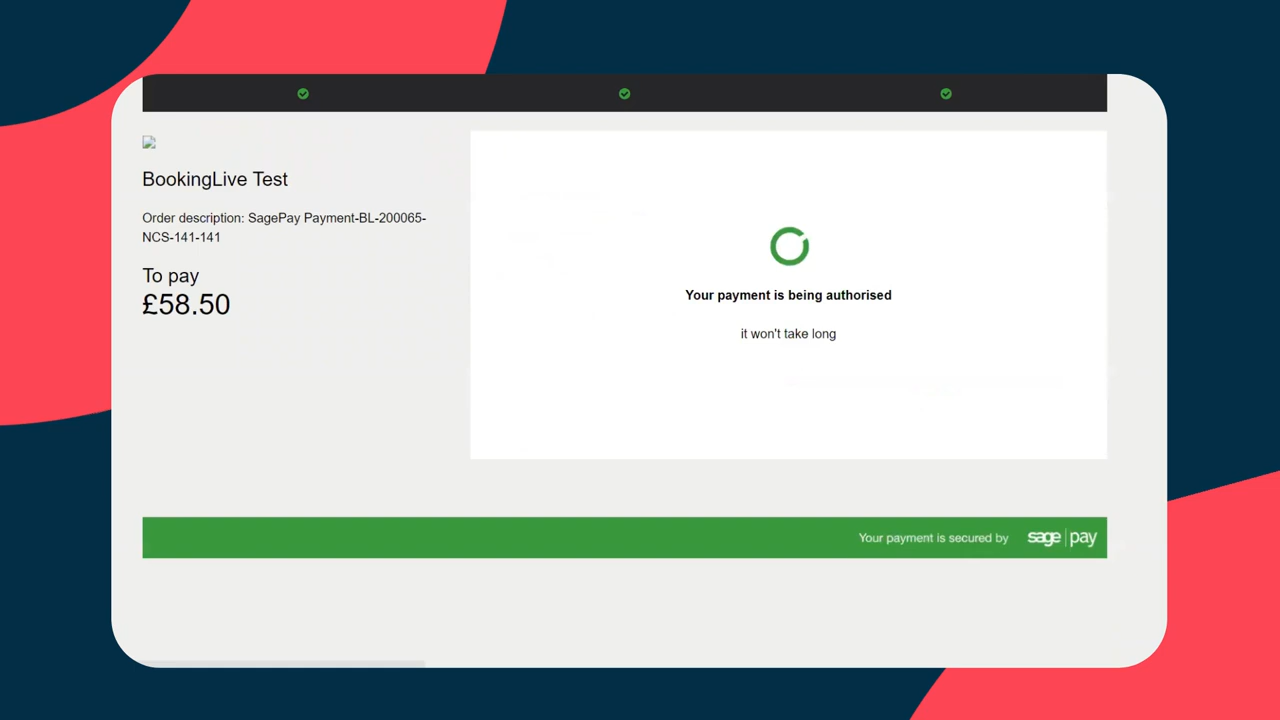 BookingLive Test
Order description: SagePay Payment-BL-200065-
NCS-141-141
To pay
£58.50
Your payment is being authorised
it won't take long
Your payment is secured by sage pay